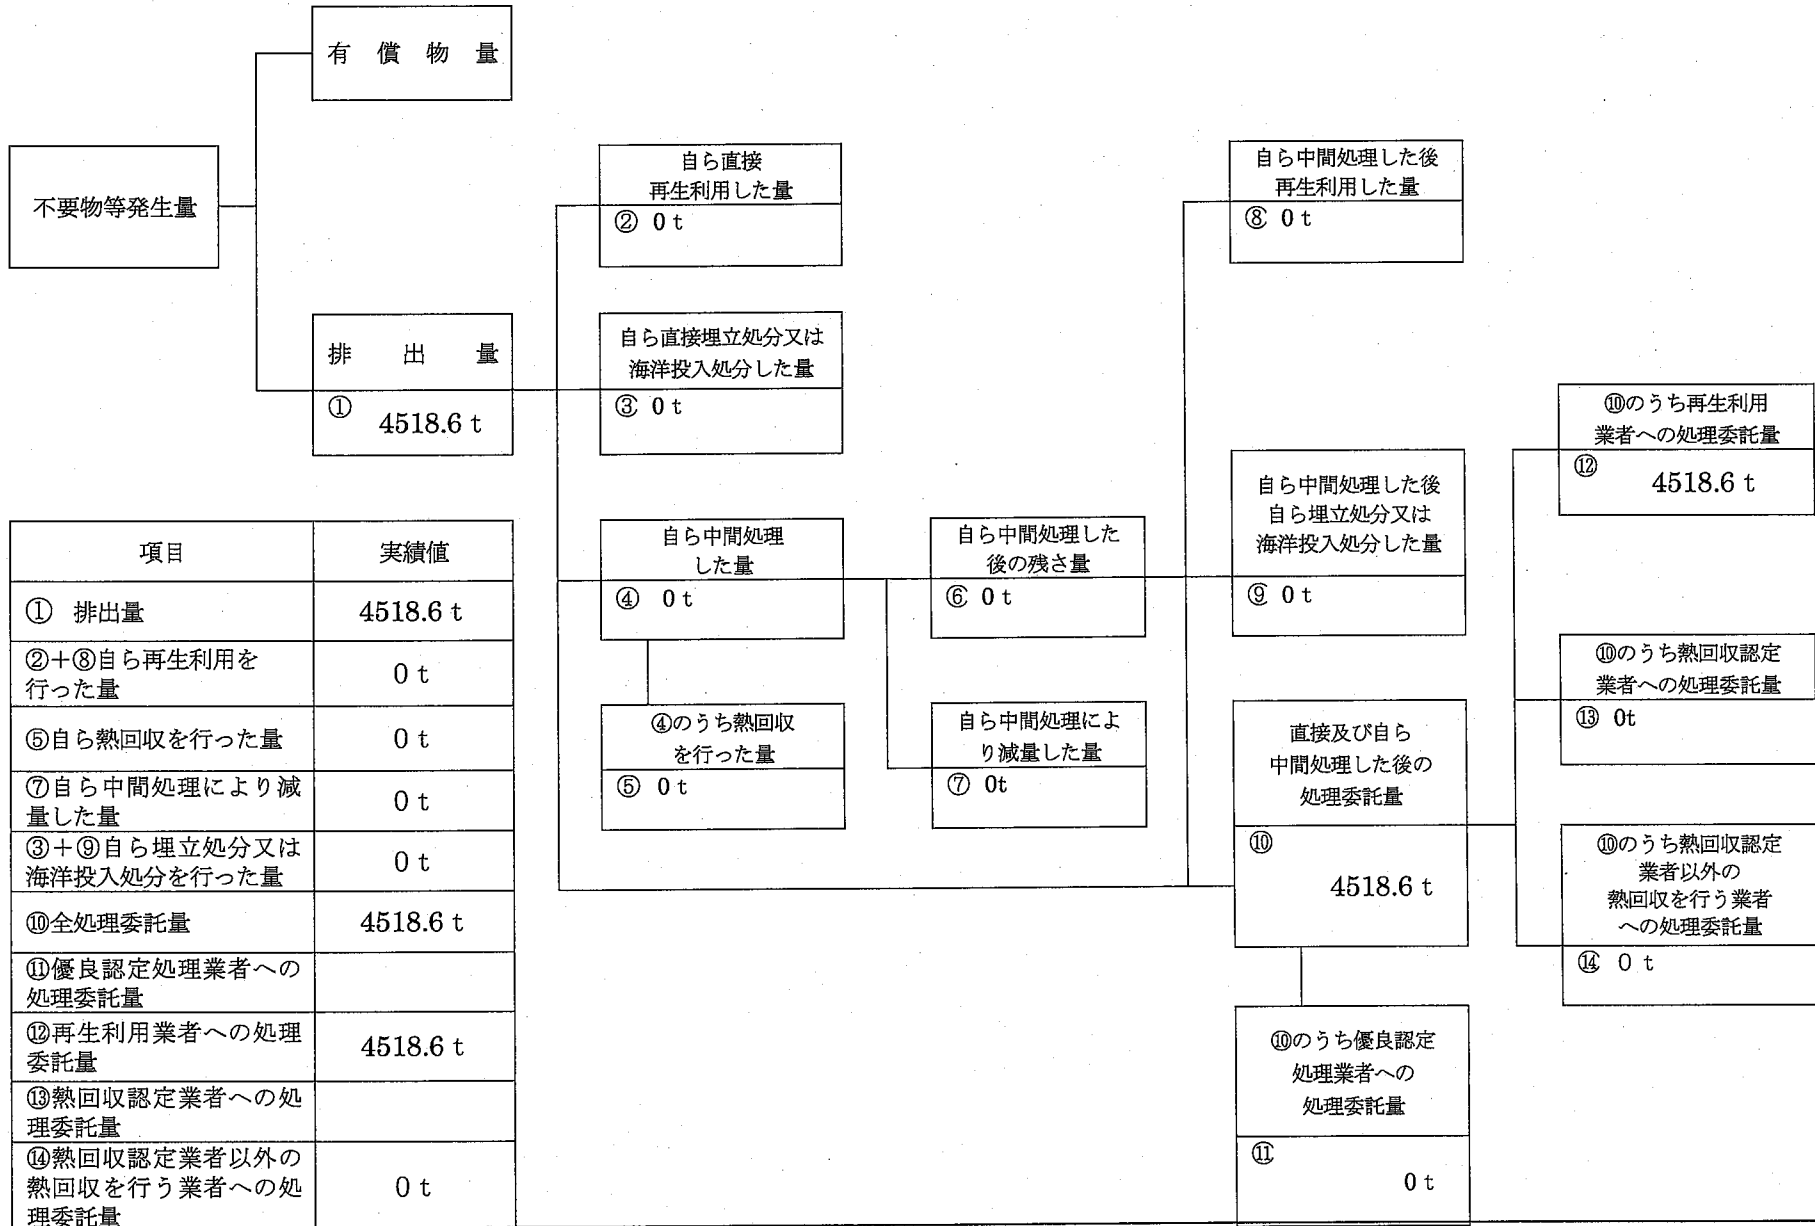 有償物量
不要物等発生量
排出量
① 4518.6 t
自ら直接
再生利用した量
② 0 t
自ら直接埋立処分又は
海洋投入処分した量
③ 0 t
自ら中間処理
した量
④ 0 t
④のうち熱回収
を行った量
⑤ 0 t
自ら中間処理した
後の残さ量
⑥ 0 t
自ら中間処理によ
り減量した量
⑦ 0t
自ら中間処理した後
再生利用した量
⑧ 0 t
自ら中間処理した後
自ら埋立処分又は
海洋投入処分した量
⑨ 0 t
直接及び自ら
中間処理した後の
処理委託量
⑩
4518.6 t
⑩のうち優良認定
処理業者への
処理委託量
⑪
0 t
⑩のうち再生利用
業者への処理委託量
⑫ 4518.6 t
⑩のうち熱回収認定
業者への処理委託量
⑬ 0t
⑩のうち熱回収認定
業者以外の
熱回収を行う業者
への処理委託量
⑭ 0 t
項目 実績値
① 排出量 4518.6 t
②+⑧自ら再生利用を
行った量 0 t
⑤自ら熱回収を行った量 0 t
⑦自ら中間処理により減
量した量 0 t
③+⑨自ら埋立処分又は
海洋投入処分を行った量 0 t
⑩全処理委託量 4518.6 t
⑪優良認定処理業者への
処理委託量
⑫再生利用業者への処理
委託量 4518.6 t
⑬熱回収認定業者への処
理委託量
⑭熱回収認定業者以外の
熱回収を行う業者への処
理委託量 0 t